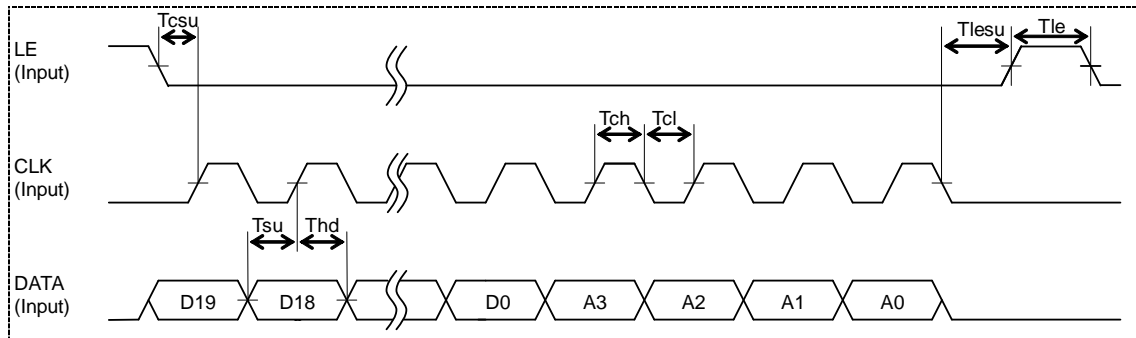 Tcsu
Tlesu
Tle
LE
(Input)
Tch
Tcl
CLK
(Input)
Tsu
Thd
DATA
(Input)
D19
D18
D0
A3
A2
A1
A0